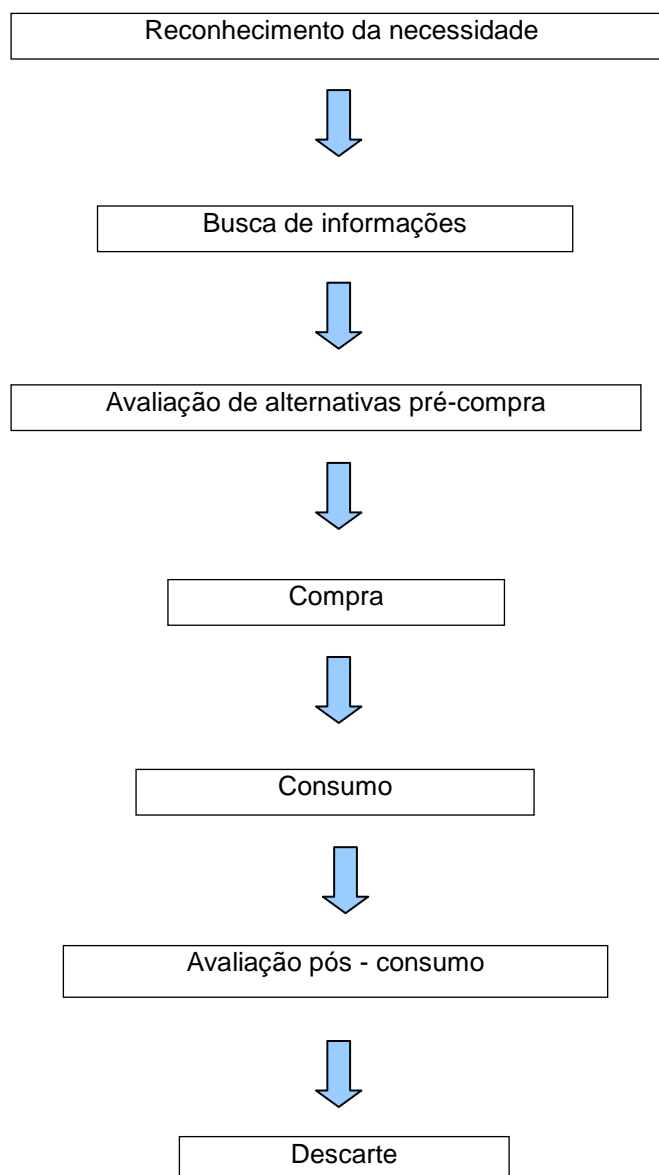 Reconhecimento da necessidade
Busca de informações
Avaliação de alternativas pré-compra
Compra
Consumo
Avaliação pós - consumo
Descarte